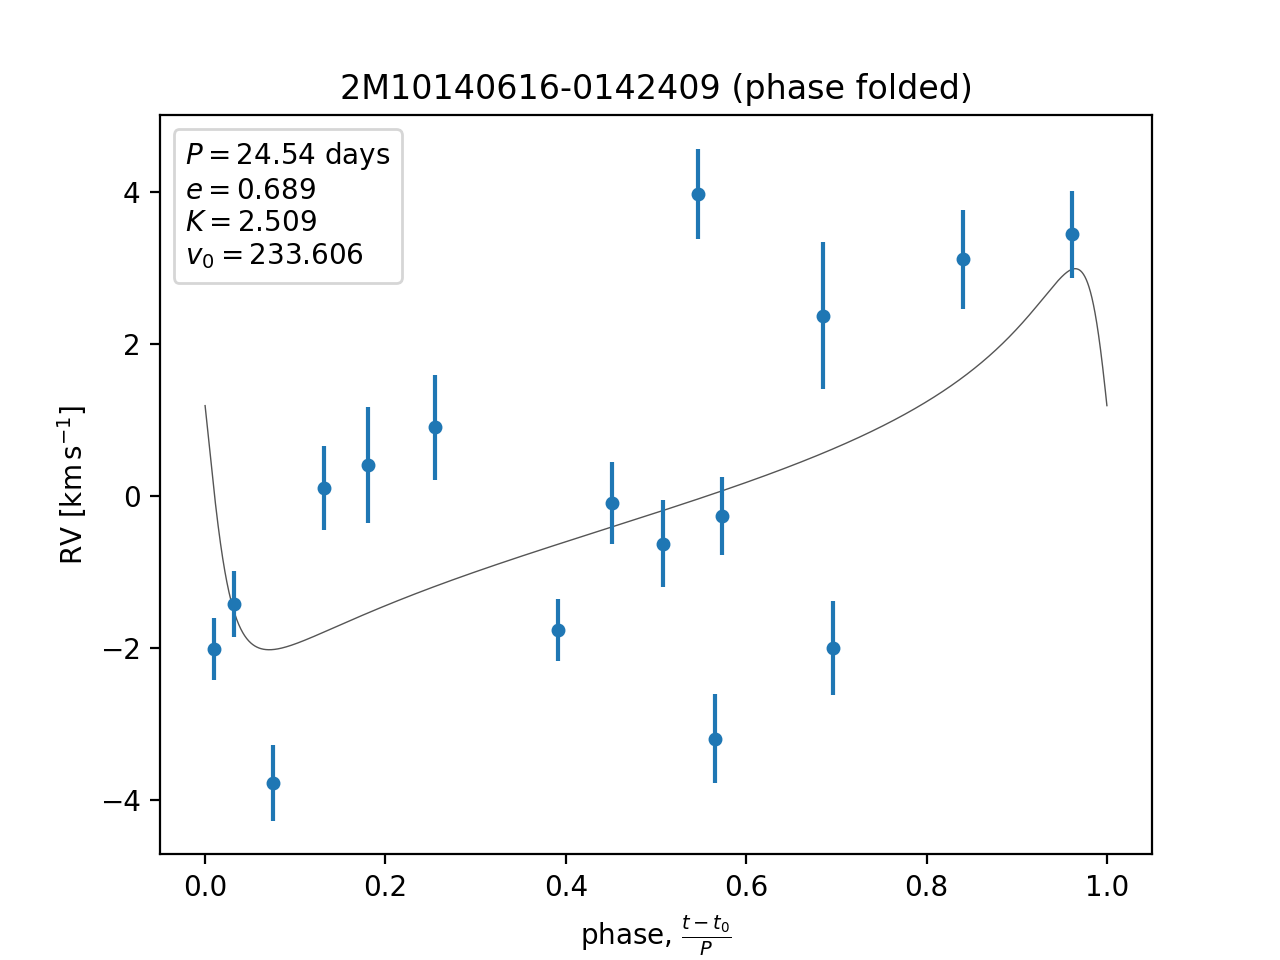 2M10140616-0142409 (phase folded)
P = 24.54 days
e = 0.689
K = 2.509
v₀ = 233.606
4
2
0
−2
−4
RV [km s⁻¹]
0.0 0.2 0.4 0.6 0.8 1.0
phase, (t − t₀)/P